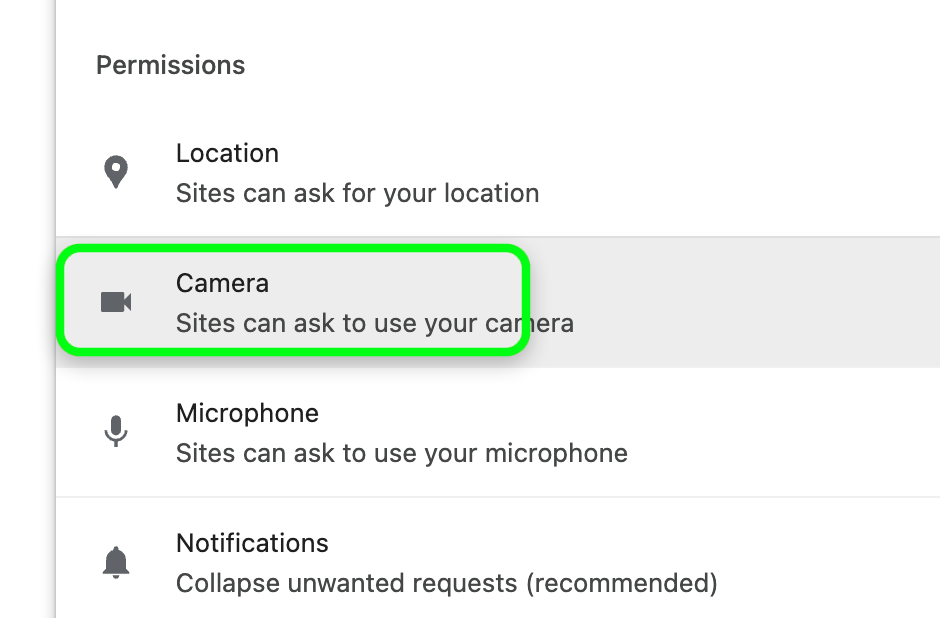 Permissions
Location
Sites can ask for your location
Camera
Sites can ask to use your camera
Microphone
Sites can ask to use your microphone
Notifications
Collapse unwanted requests (recommended)